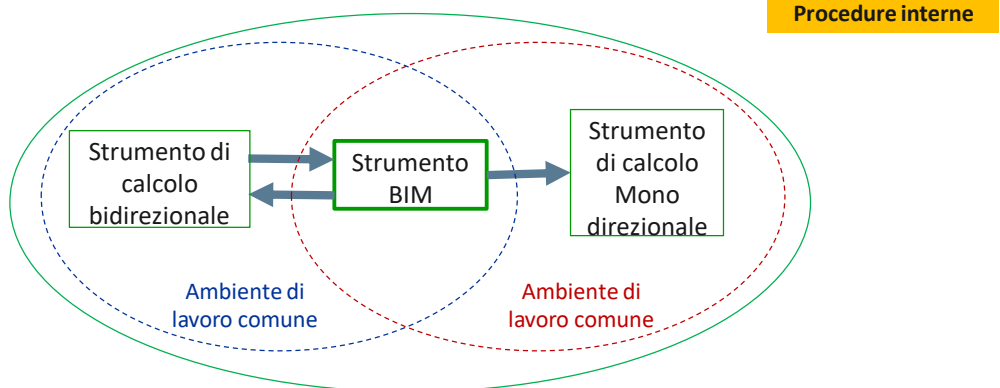 Procedure interne
Strumento di
calcolo
bidirezionale
Strumento
BIM
Strumento
di calcolo
Mono
direzionale
Ambiente di
lavoro comune
Ambiente di
lavoro comune